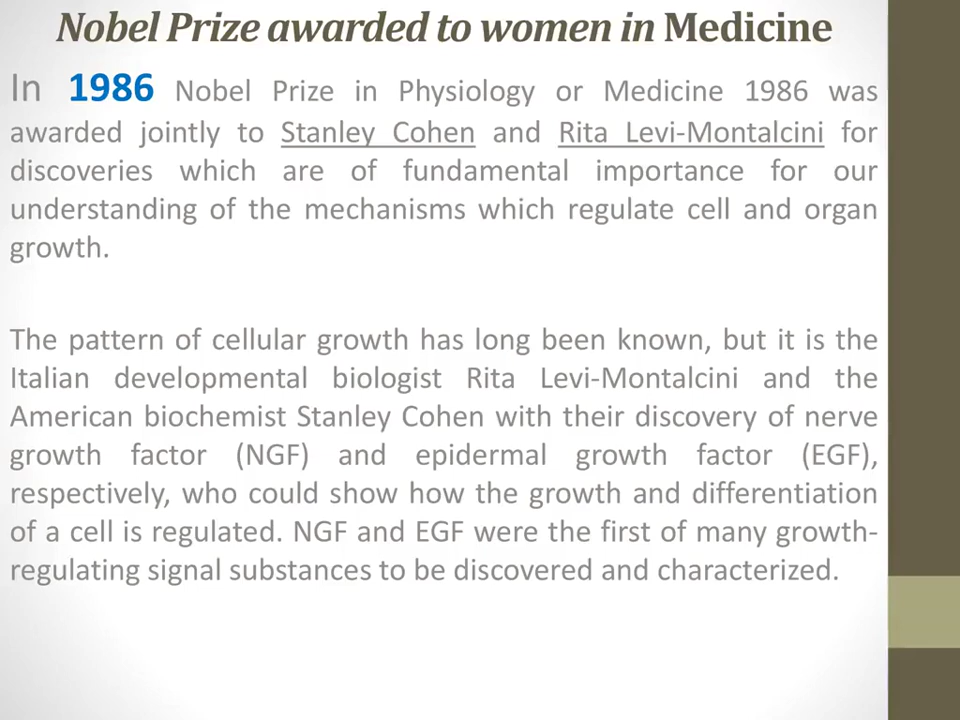 Nobel Prize awarded to women in Medicine
In 1986 Nobel Prize in Physiology or Medicine 1986 was
awarded jointly to Stanley Cohen and Rita Levi-Montalcini for
discoveries which are of fundamental importance for our
understanding of the mechanisms which regulate cell and organ
growth.
The pattern of cellular growth has long been known, but it is the
Italian developmental biologist Rita Levi-Montalcini and the
American biochemist Stanley Cohen with their discovery of nerve
growth factor (NGF) and epidermal growth factor (EGF),
respectively, who could show how the growth and differentiation
of a cell is regulated. NGF and EGF were the first of many growth-
regulating signal substances to be discovered and characterized.